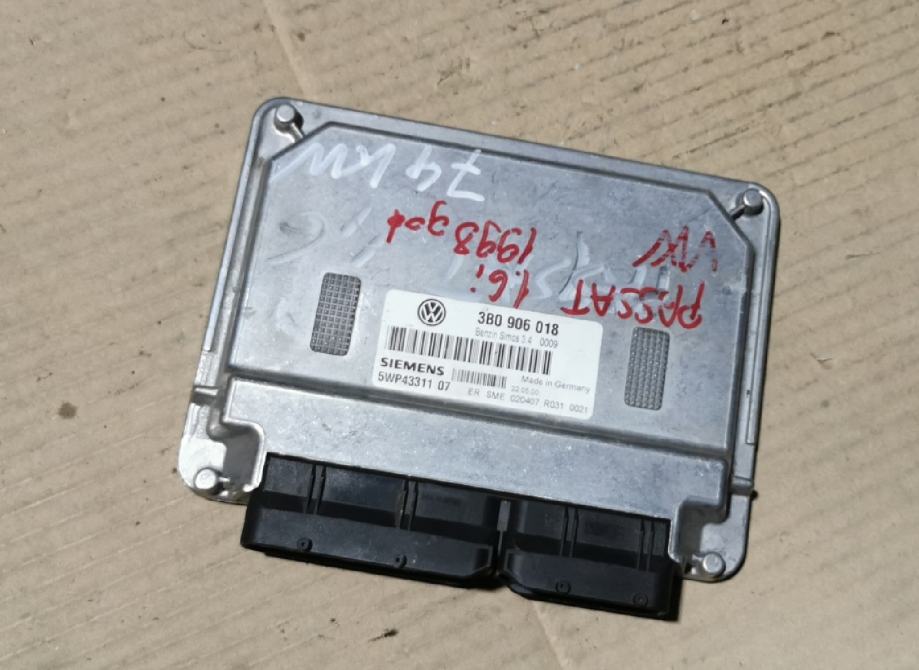 VW
PASSAT
1.6i
1998 god
74 KW
3B0 906 018
Benzin Simos 3.4 0009
SIEMENS
5WP43311 07
Made in Germany
22.05.00
ER SME 020407 R031 0021